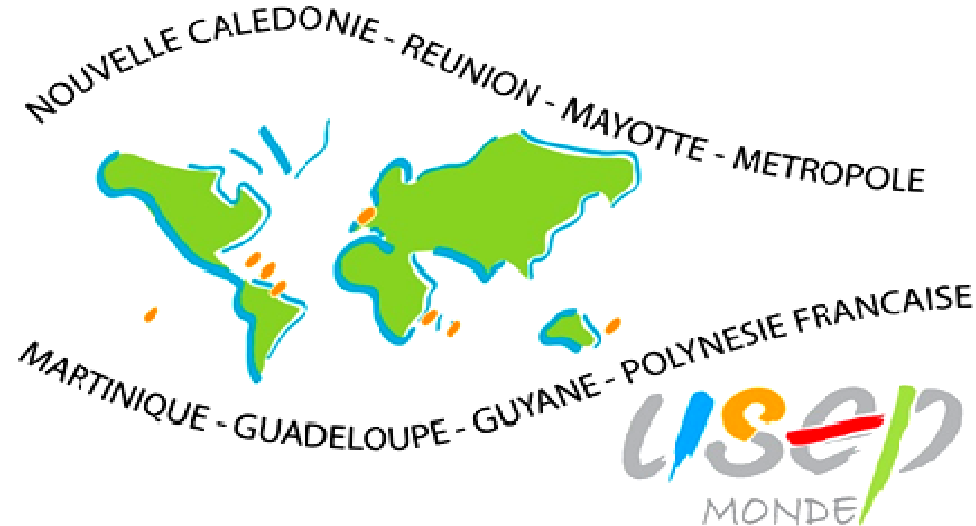 NOUVELLE CALEDONIE - REUNION - MAYOTTE - METROPOLE
MARTINIQUE - GUADELOUPE - GUYANE - POLYNESIE FRANCAISE
usep
MONDE